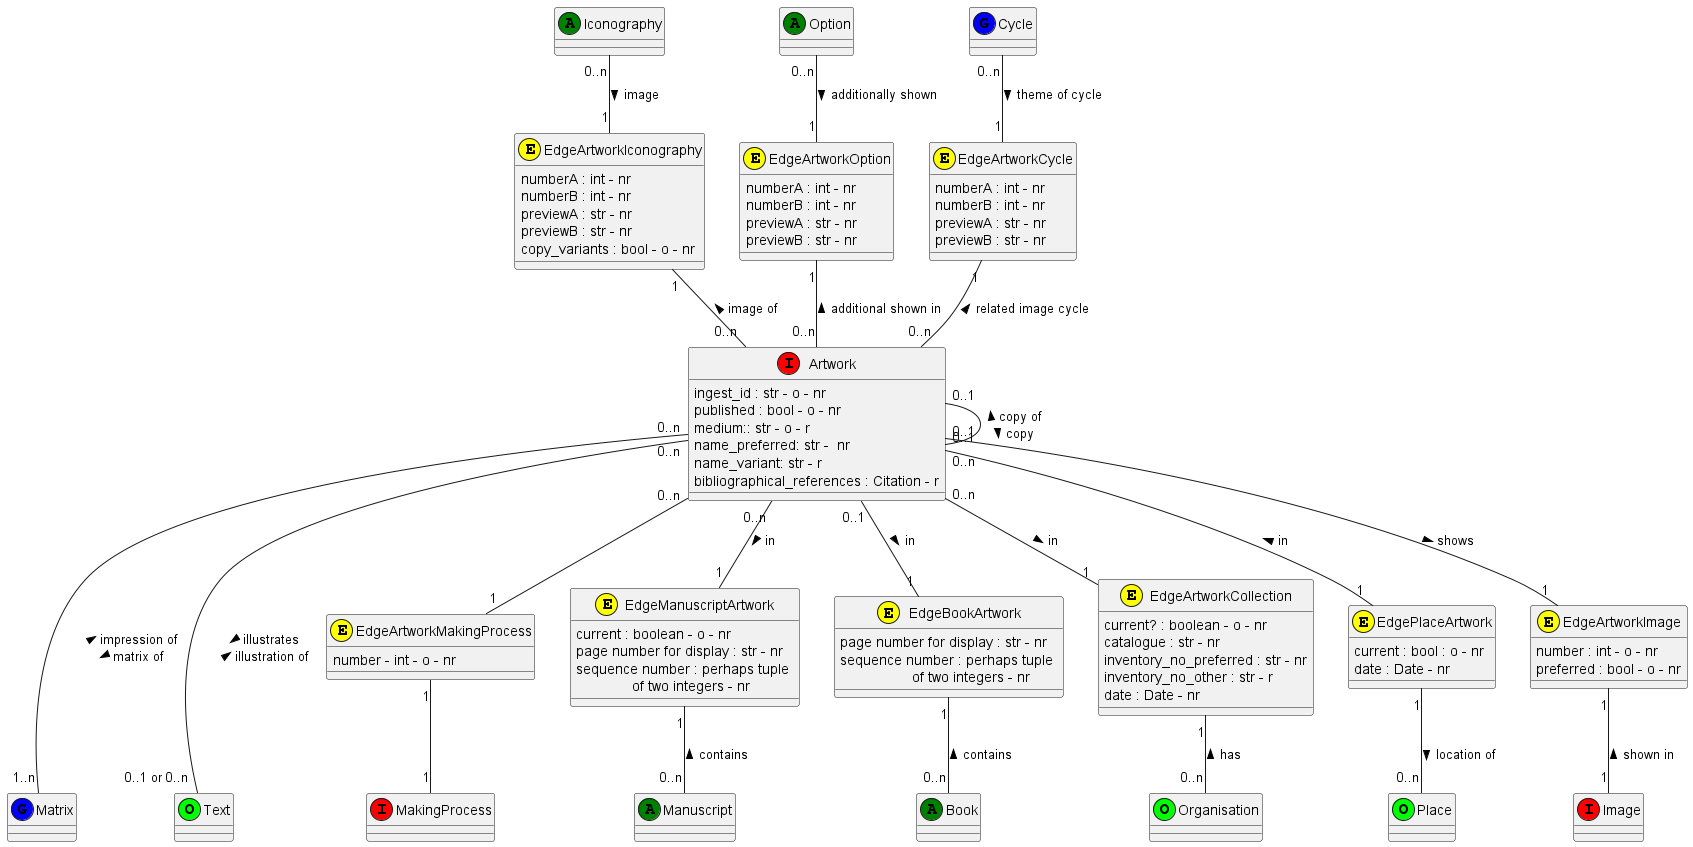 A Iconography
A Option
G Cycle
0..n
0..n
0..n
image
additionally shown
theme of cycle
1
1
1
E EdgeArtworkIconography
numberA : int - nr
numberB : int - nr
previewA : str - nr
previewB : str - nr
copy_variants : bool - o - nr
E EdgeArtworkOption
numberA : int - nr
numberB : int - nr
previewA : str - nr
previewB : str - nr
E EdgeArtworkCycle
numberA : int - nr
numberB : int - nr
previewA : str - nr
previewB : str - nr
1
1
1
image of
additional shown in
related image cycle
0..n
0..n
0..n
I Artwork
ingest_id : str - o - nr
published : bool - o - nr
medium:: str - o - r
name_preferred: str -  nr
name_variant: str - r
bibliographical_references : Citation - r
0..1
copy of
copy
0..1
0..n
0..n
0..n
0..n
0..n
0..n
0..1
in
in
in
in
shows
1
1
1
1
1
1
impression of
matrix of
illustrates
illustration of
E EdgeArtworkMakingProcess
number - int - o - nr
E EdgeManuscriptArtwork
current : boolean - o - nr
page number for display : str - nr
sequence number : perhaps tuple
of two integers - nr
E EdgeBookArtwork
page number for display : str - nr
sequence number : perhaps tuple
of two integers - nr
E EdgeArtworkCollection
current? : boolean - o - nr
catalogue : str - nr
inventory_no_preferred : str - nr
inventory_no_other : str - r
date : Date - nr
E EdgePlaceArtwork
current : bool : o - nr
date : Date - nr
E EdgeArtworkImage
number : int - o - nr
preferred : bool - o - nr
1
1
1
1
1
1
contains
contains
has
location of
shown in
1..n
0..1 or 0..n
1
0..n
0..n
0..n
0..n
1
G Matrix
O Text
I MakingProcess
A Manuscript
A Book
O Organisation
O Place
I Image